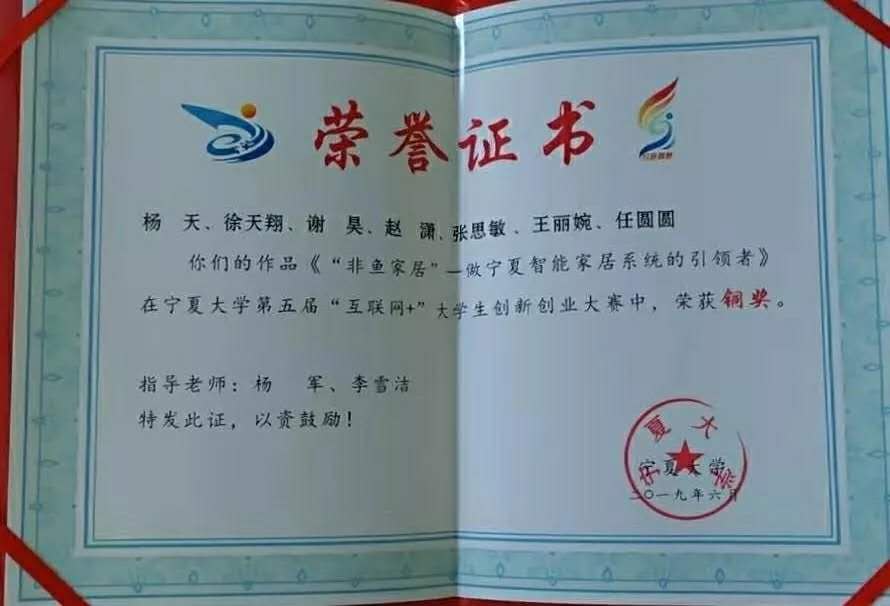 荣誉证书
杨 天、徐天翔、谢 昊、赵 潇、张思敏、王丽婉、任圆圆
你们的作品《“非鱼家居”—做宁夏智能家居系统的引领者》
在宁夏大学第五届“互联网+”大学生创新创业大赛中，荣获铜奖。
指导老师：杨 军、李雪洁
特发此证，以资鼓励！
宁夏大学
宁夏大学
二〇一九年六月